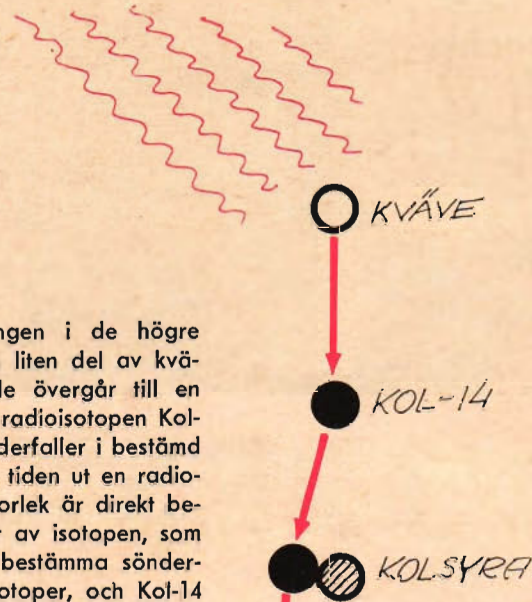 KVÄVE
KOL-14
KOLSYRA
ngen i de högre
liten del av kvä-
le övergår till en
radioisotopen Kol-
derfaller i bestämd
tiden ut en radio-
orlek är direkt be-
av isotopen, som
bestämma sönder-
otoper, och Kol-14